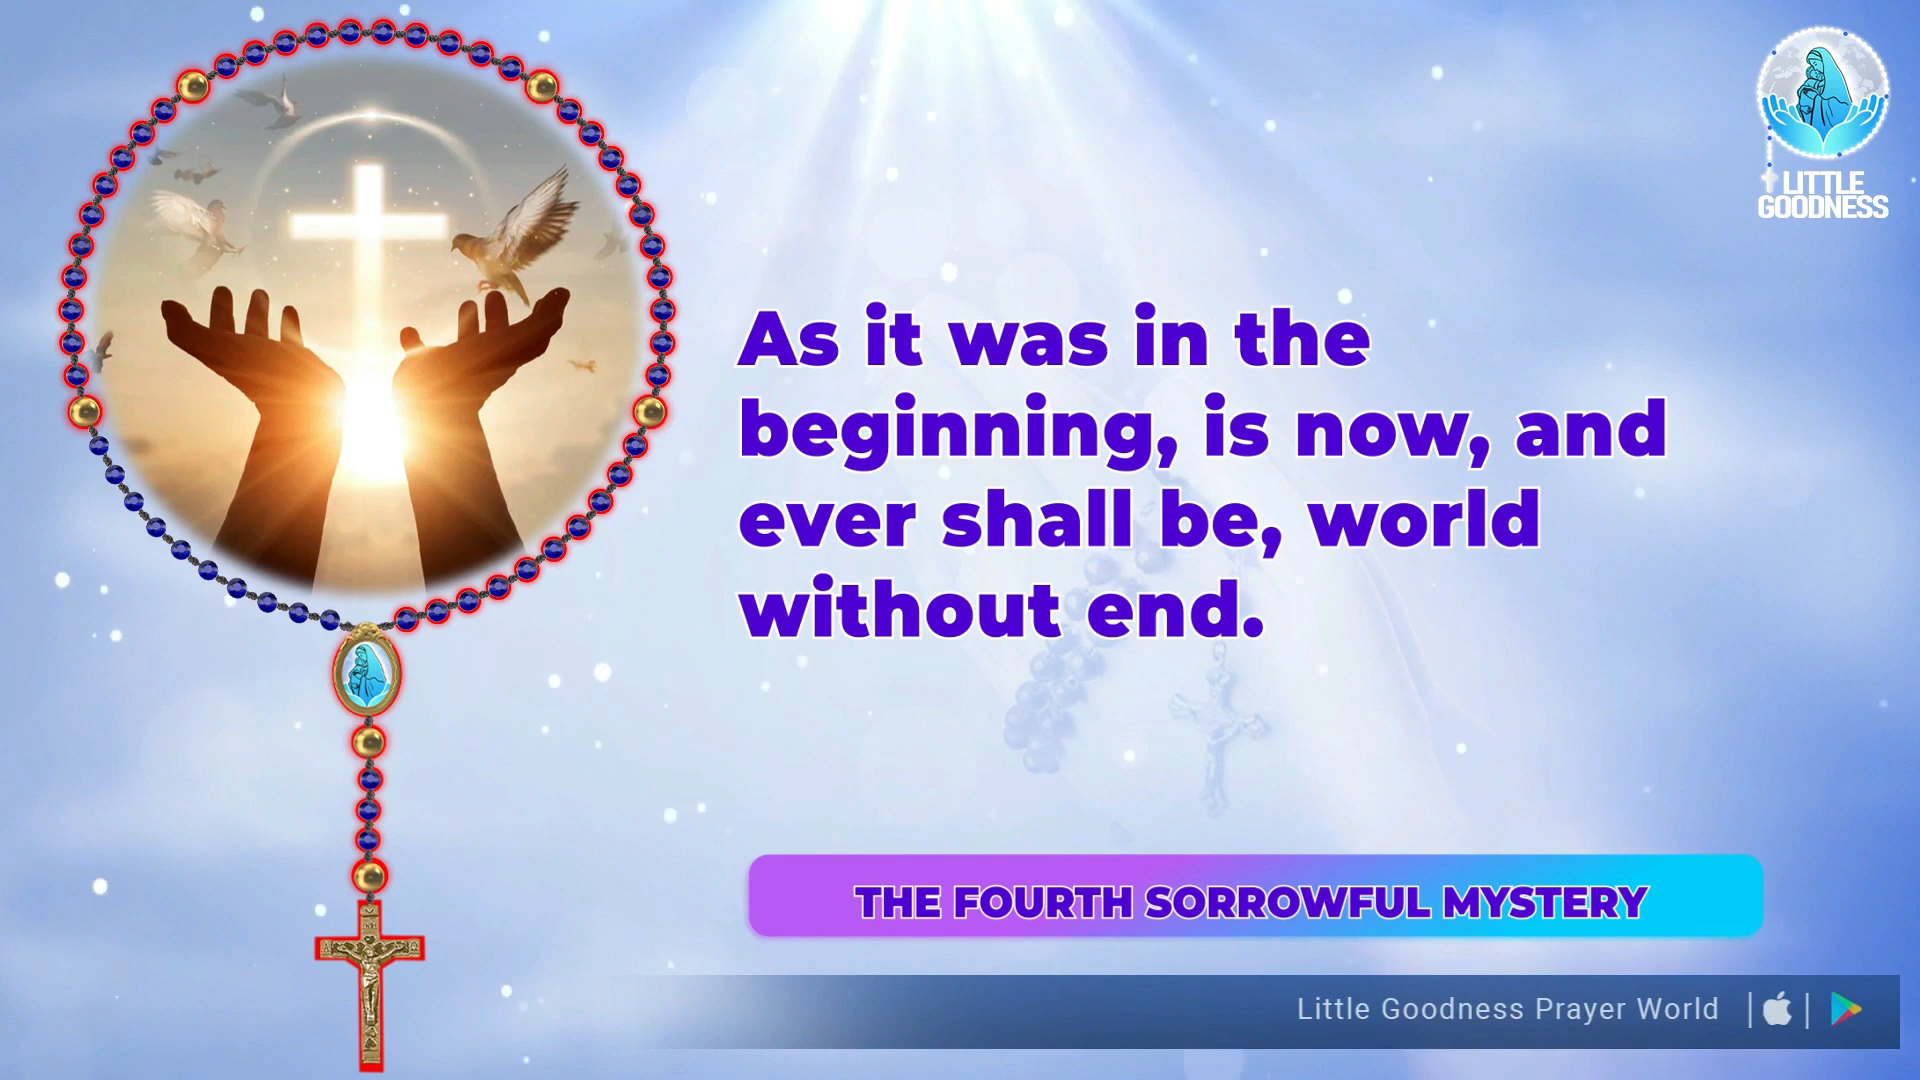 LITTLE
GOODNESS
As it was in the
beginning, is now, and
ever shall be, world
without end.
THE FOURTH SORROWFUL MYSTERY
Little Goodness Prayer World